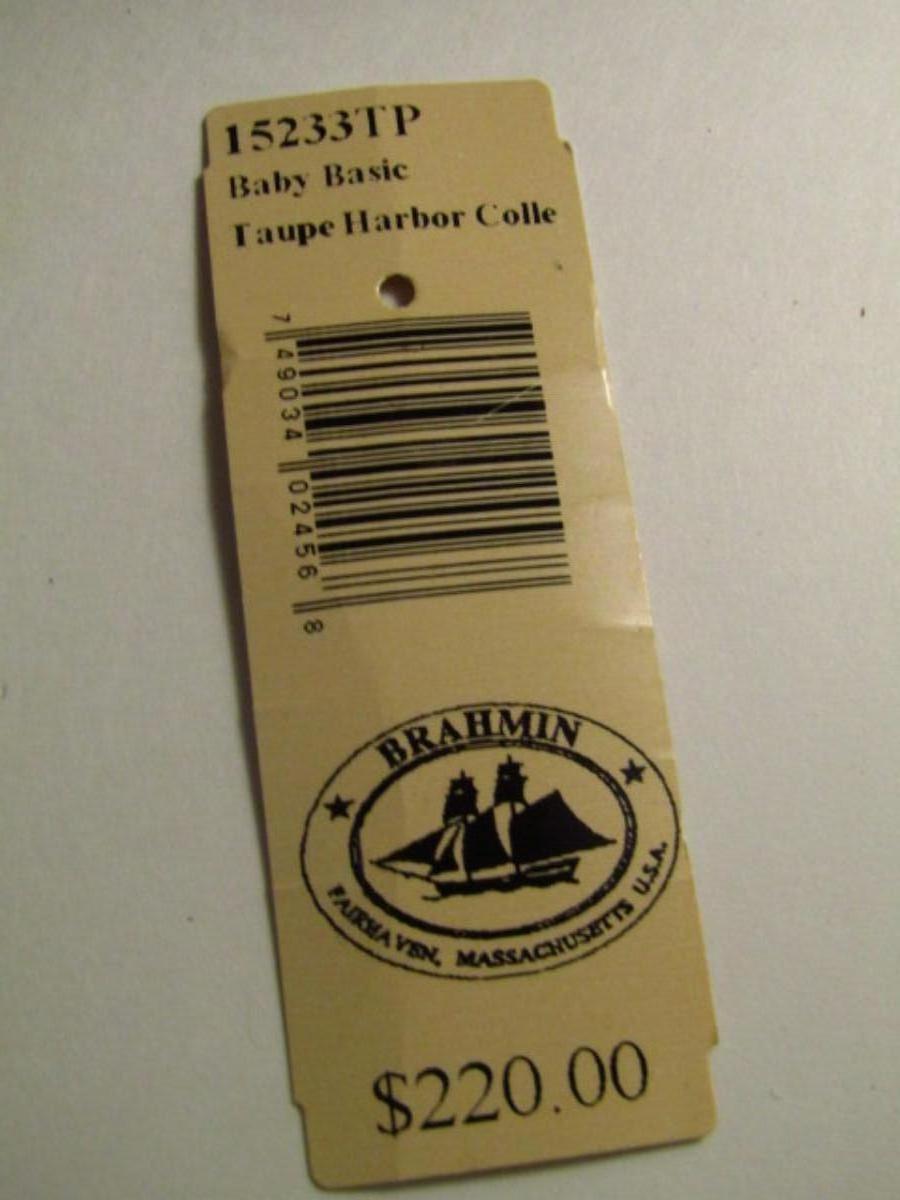 15233TP
Baby Basic
Taupe Harbor Colle
7 49034 02456 8
BRAHMIN
FAIRHAVEN, MASSACHUSETTS U.S.A.
$220.00